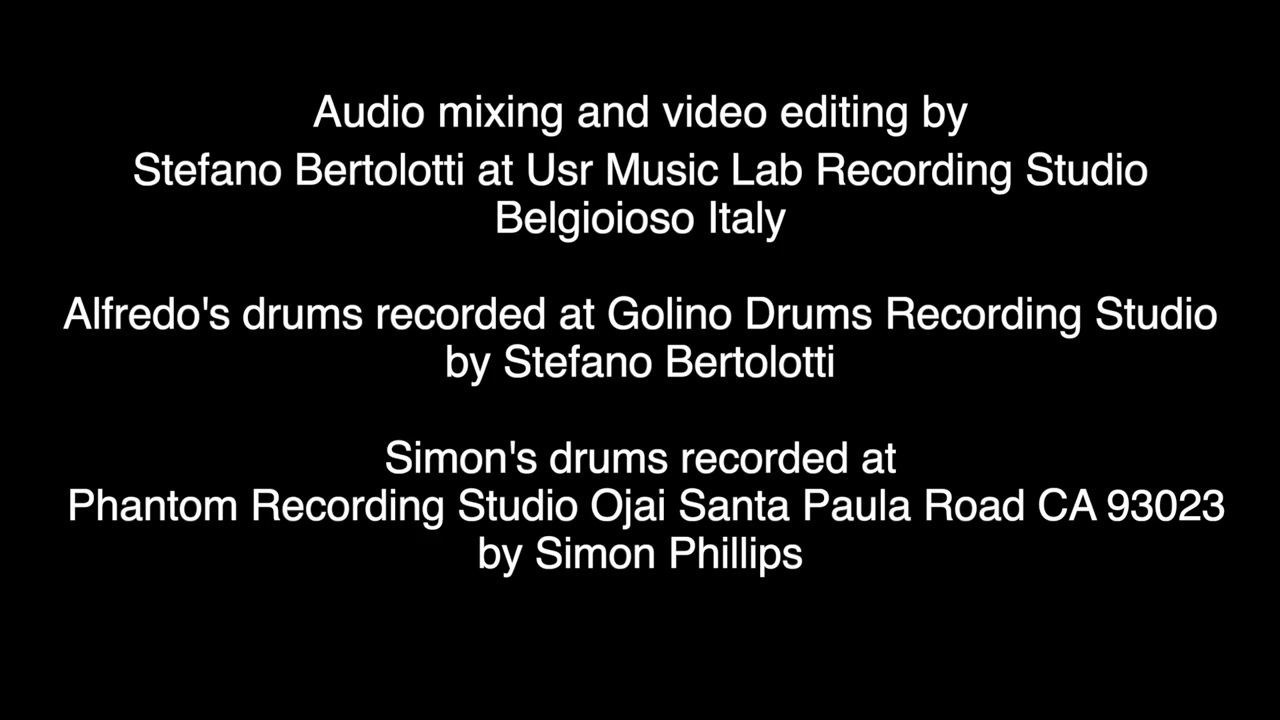 Audio mixing and video editing by
Stefano Bertolotti at Usr Music Lab Recording Studio
Belgioioso Italy
Alfredo's drums recorded at Golino Drums Recording Studio
by Stefano Bertolotti
Simon's drums recorded at
Phantom Recording Studio Ojai Santa Paula Road CA 93023
by Simon Phillips